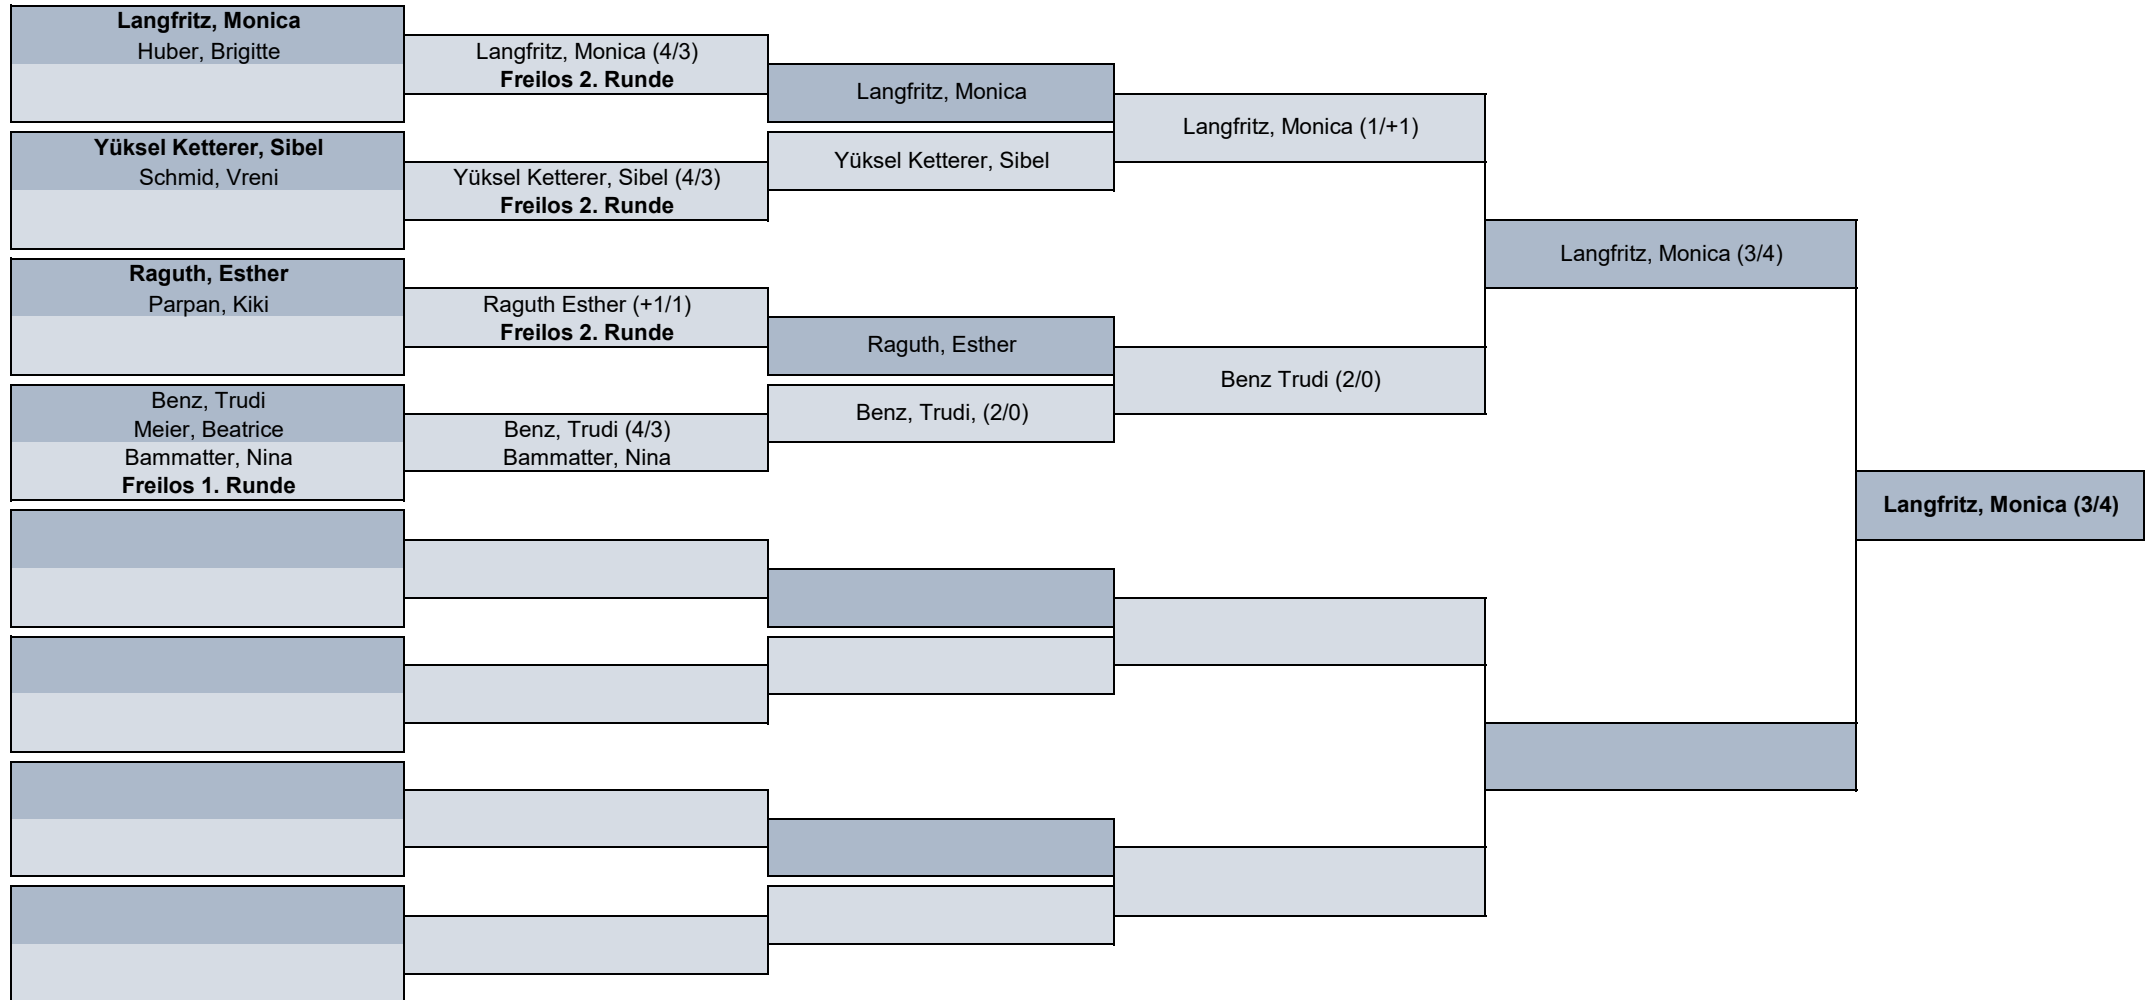 Langfritz, Monica
Huber, Brigitte
Yüksel Ketterer, Sibel
Schmid, Vreni
Raguth, Esther
Parpan, Kiki
Benz, Trudi
Meier, Beatrice
Bammatter, Nina
Freilos 1. Runde
Langfritz, Monica (4/3)
Freilos 2. Runde
Yüksel Ketterer, Sibel (4/3)
Freilos 2. Runde
Raguth Esther (+1/1)
Freilos 2. Runde
Benz, Trudi (4/3)
Bammatter, Nina
Langfritz, Monica
Yüksel Ketterer, Sibel
Raguth, Esther
Benz, Trudi, (2/0)
Langfritz, Monica (1/+1)
Benz Trudi (2/0)
Langfritz, Monica (3/4)
Langfritz, Monica (3/4)